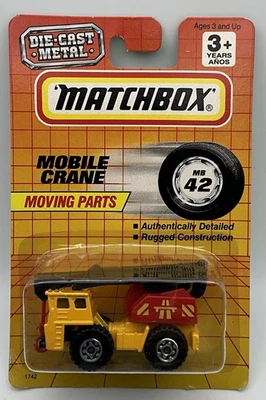 DIE-CAST
METAL
Ages 3 and Up
3+
YEARS
AÑOS
MATCHBOX®
MOBILE
CRANE
MOVING PARTS
MB
42
• Authentically Detailed
• Rugged Construction
1742